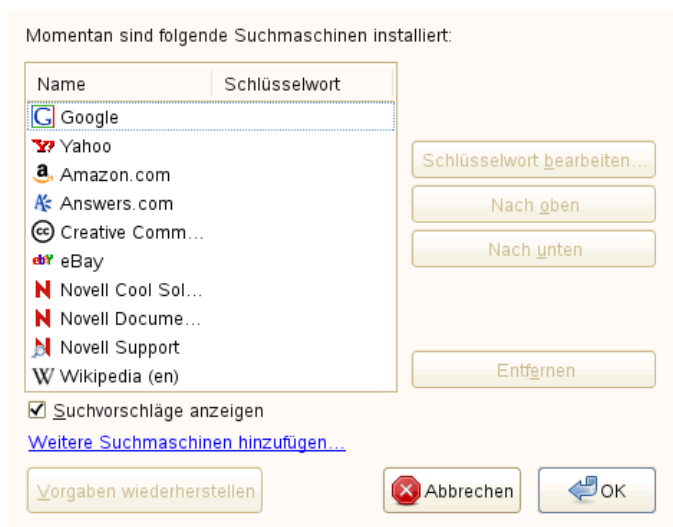 Momentan sind folgende Suchmaschinen installiert:
Name Schlüsselwort
Google
Yahoo
Amazon.com
Answers.com
Creative Comm...
eBay
Novell Cool Sol...
Novell Docume...
Novell Support
Wikipedia (en)
Schlüsselwort bearbeiten...
Nach oben
Nach unten
Entfernen
Suchvorschläge anzeigen
Weitere Suchmaschinen hinzufügen...
Vorgaben wiederherstellen Abbrechen OK